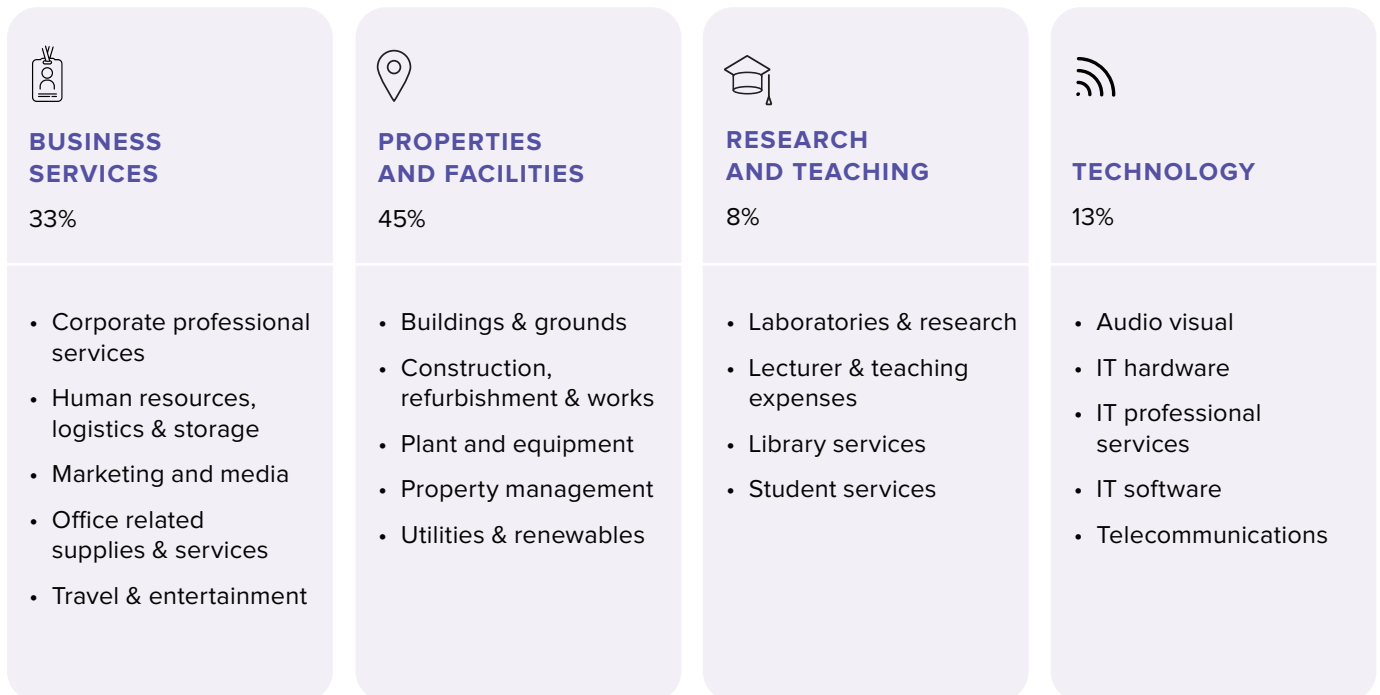 BUSINESS
SERVICES
33%
• Corporate professional
services
• Human resources,
logistics & storage
• Marketing and media
• Office related
supplies & services
• Travel & entertainment
PROPERTIES
AND FACILITIES
45%
• Buildings & grounds
• Construction,
refurbishment & works
• Plant and equipment
• Property management
• Utilities & renewables
RESEARCH
AND TEACHING
8%
• Laboratories & research
• Lecturer & teaching
expenses
• Library services
• Student services
TECHNOLOGY
13%
• Audio visual
• IT hardware
• IT professional
services
• IT software
• Telecommunications